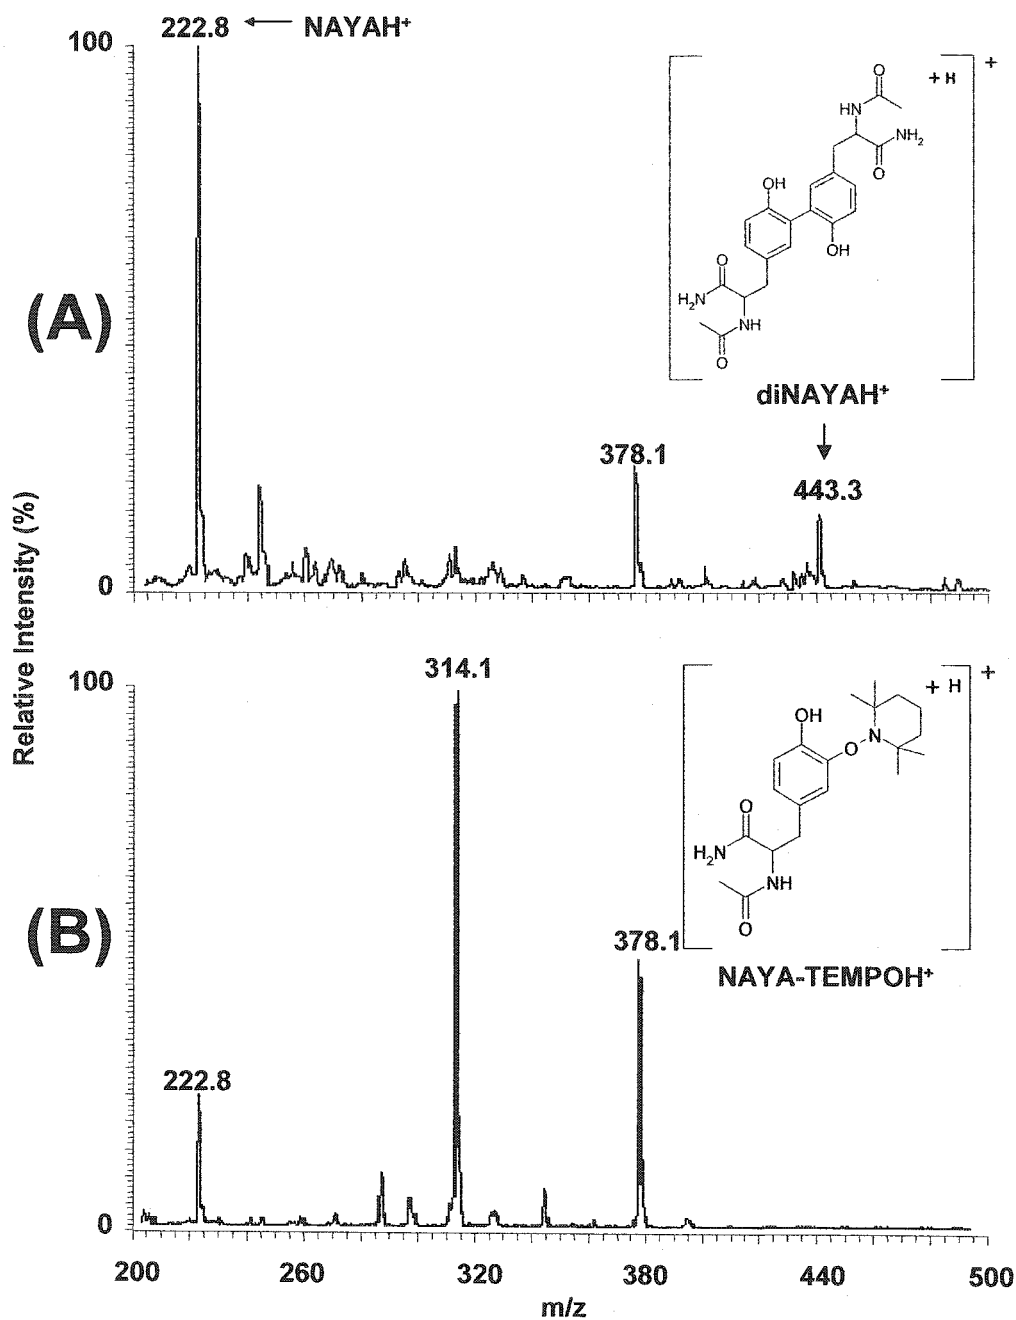 222.8 ← NAYAH⁺
100
+ H
+
O
HN
NH₂
O
OH
OH
O
H₂N
NH
O
(A)
diNAYAH⁺
378.1
443.3
0
Relative Intensity (%)
314.1
100
+ H
+
OH
O
N
O
H₂N
NH
O
(B)
378.1
NAYA-TEMPOH⁺
222.8
0
200 260 320 380 440 500
m/z